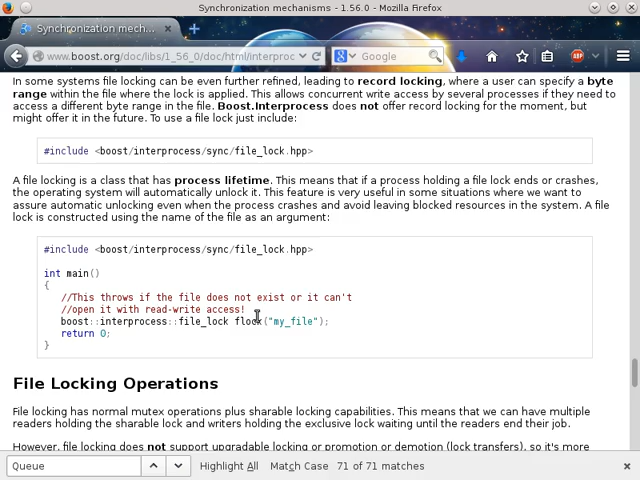 Synchronization mechanisms - 1.56.0 - Mozilla Firefox
Synchronization mech...
www.boost.org/doc/libs/1_56_0/doc/html/interproc
Google
ABP
In some systems file locking can be even further refined, leading to record locking, where a user can specify a byte
range within the file where the lock is applied. This allows concurrent write access by several processes if they need to
access a different byte range in the file. Boost.Interprocess does not offer record locking for the moment, but
might offer it in the future. To use a file lock just include:
#include <boost/interprocess/sync/file_lock.hpp>
A file locking is a class that has process lifetime. This means that if a process holding a file lock ends or crashes,
the operating system will automatically unlock it. This feature is very useful in some situations where we want to
assure automatic unlocking even when the process crashes and avoid leaving blocked resources in the system. A file
lock is constructed using the name of the file as an argument:
#include <boost/interprocess/sync/file_lock.hpp>
int main()
{
//This throws if the file does not exist or it can't
//open it with read-write access!
boost::interprocess::file_lock flock("my_file");
return 0;
}
File Locking Operations
File locking has normal mutex operations plus sharable locking capabilities. This means that we can have multiple
readers holding the sharable lock and writers holding the exclusive lock waiting until the readers end their job.
However, file locking does not support upgradable locking or promotion or demotion (lock transfers), so it's more
Queue
Highlight All
Match Case
71 of 71 matches